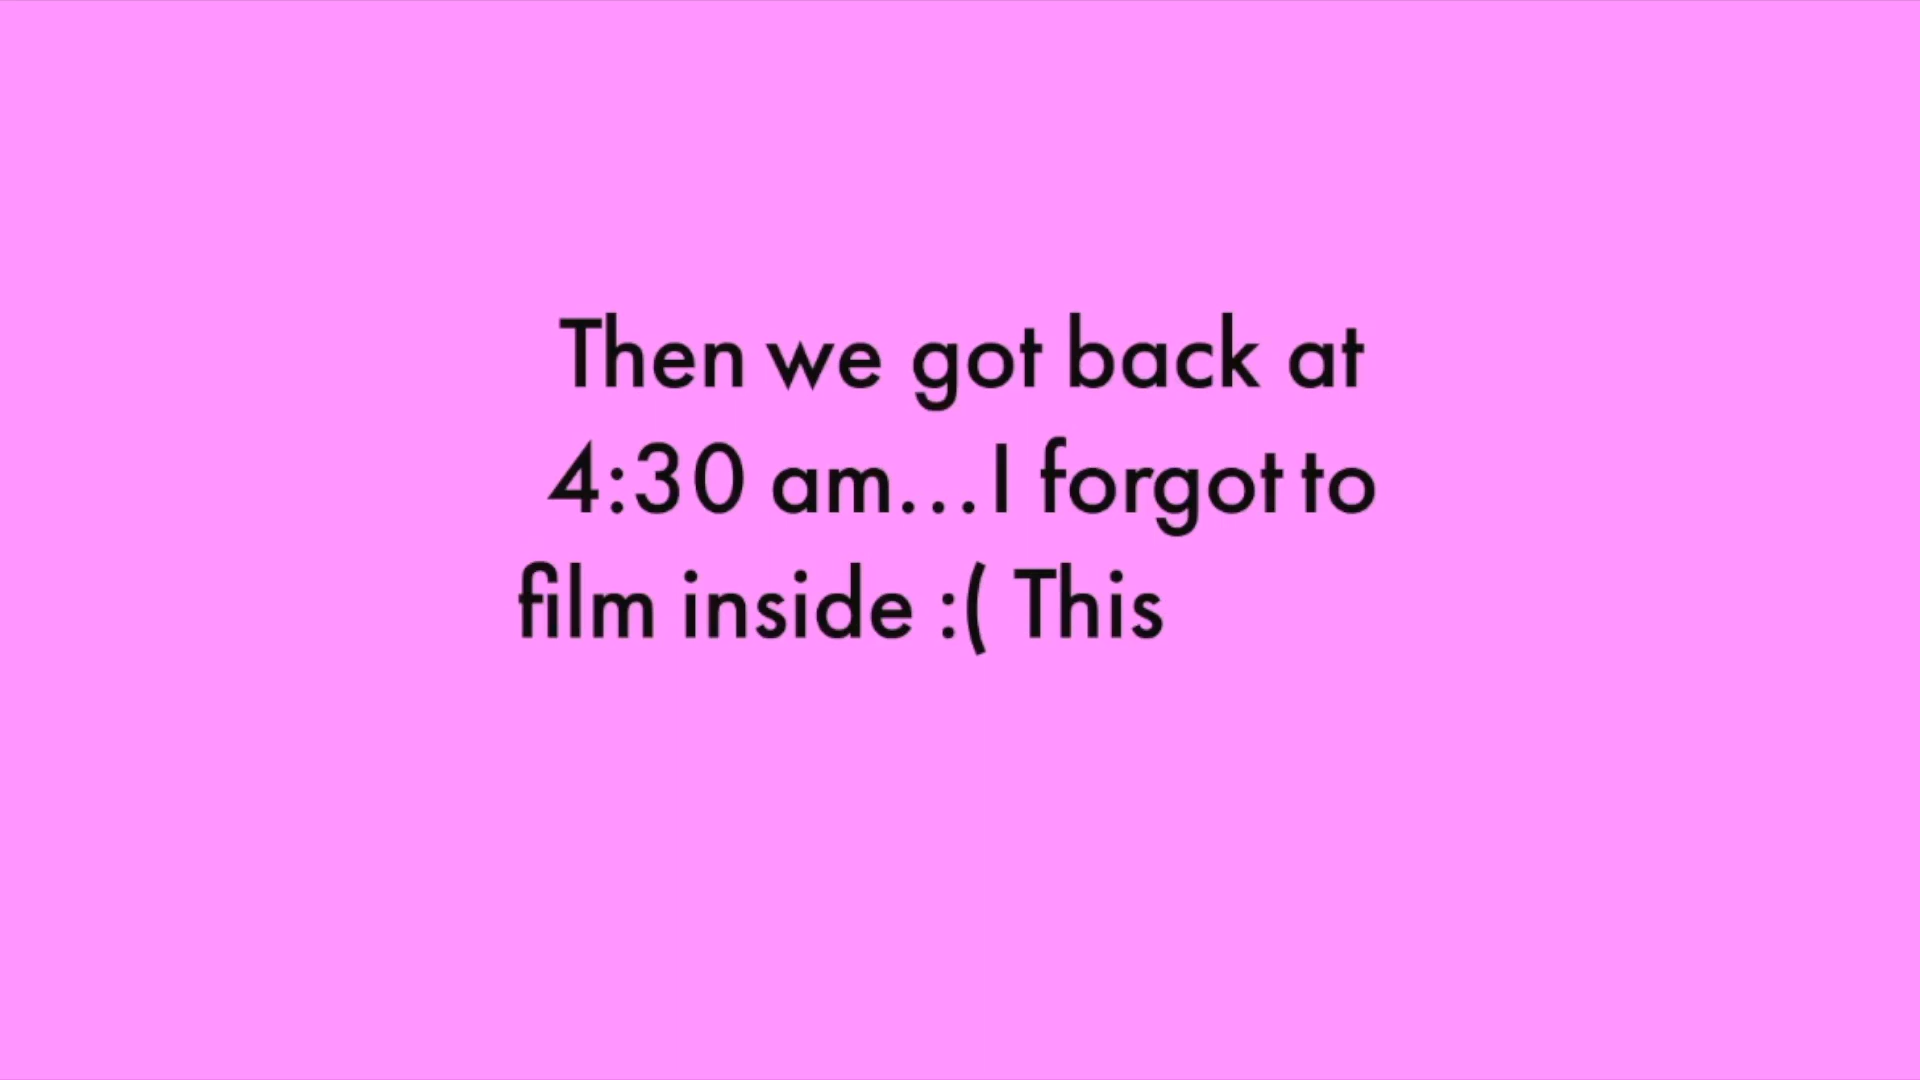 Then we got back at
4:30 am...I forgot to
film inside :( This